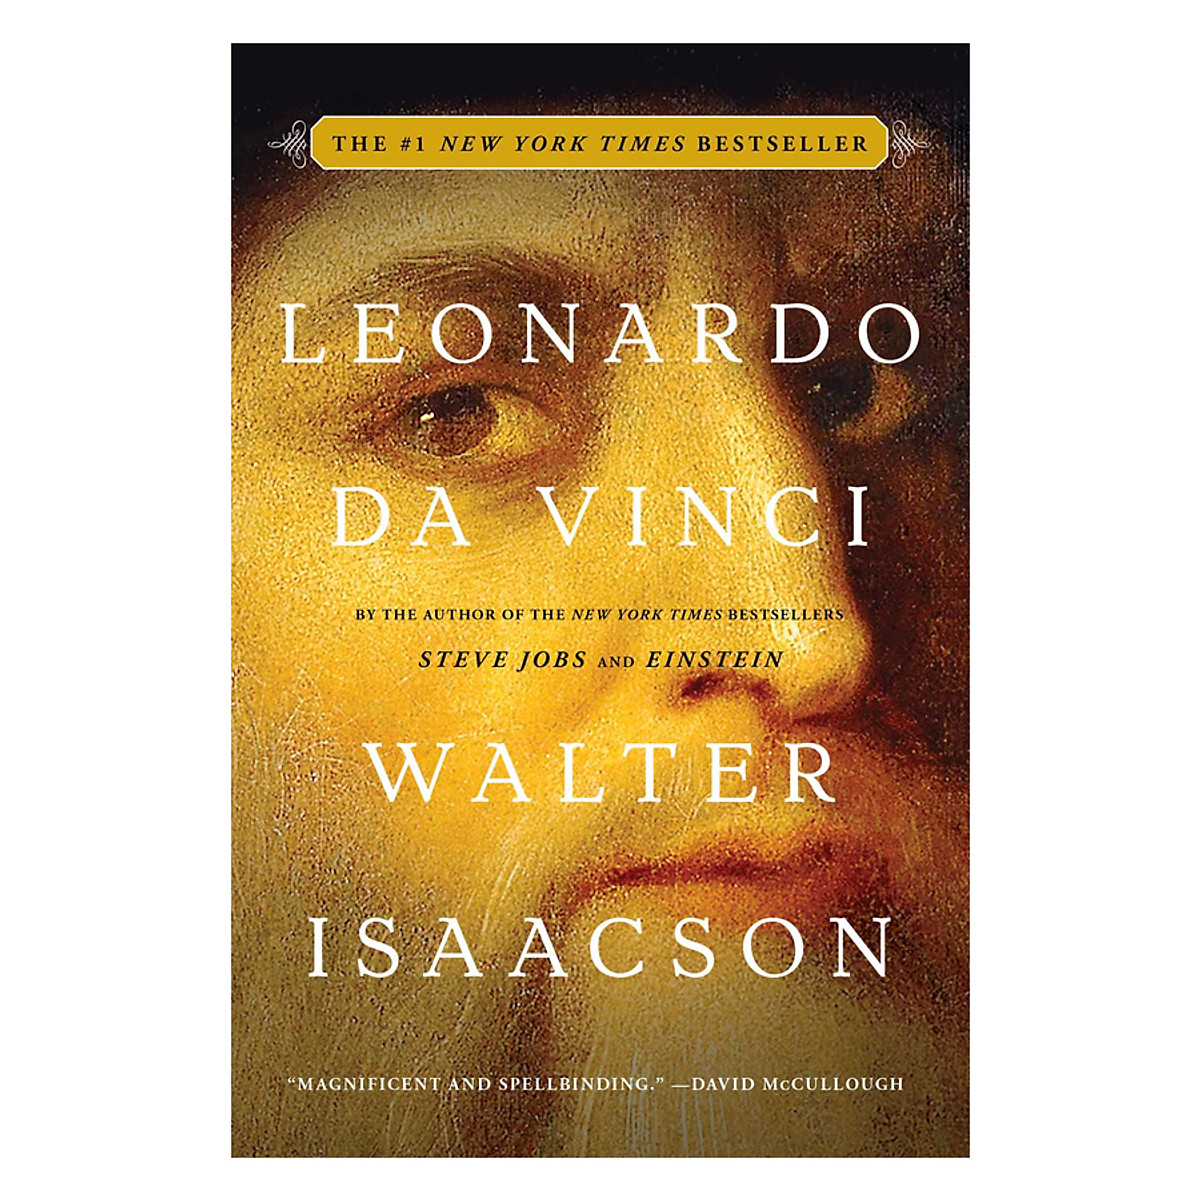 THE #1 NEW YORK TIMES BESTSELLER
LEONARDO
DA VINCI
BY THE AUTHOR OF THE NEW YORK TIMES BESTSELLERS
STEVE JOBS AND EINSTEIN
WALTER
ISAACSON
“MAGNIFICENT AND SPELLBINDING.” —DAVID McCULLOUGH